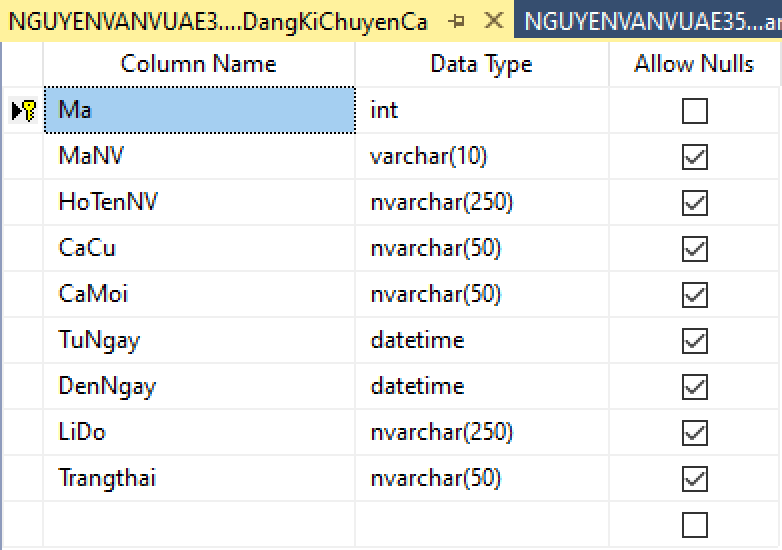 NGUYENVANVUAE3....DangKiChuyenCa NGUYENVANVUAE35...ar
Column Name Data Type Allow Nulls
Ma int
MaNV varchar(10)
HoTenNV nvarchar(250)
CaCu nvarchar(50)
CaMoi nvarchar(50)
TuNgay datetime
DenNgay datetime
LiDo nvarchar(250)
Trangthai nvarchar(50)